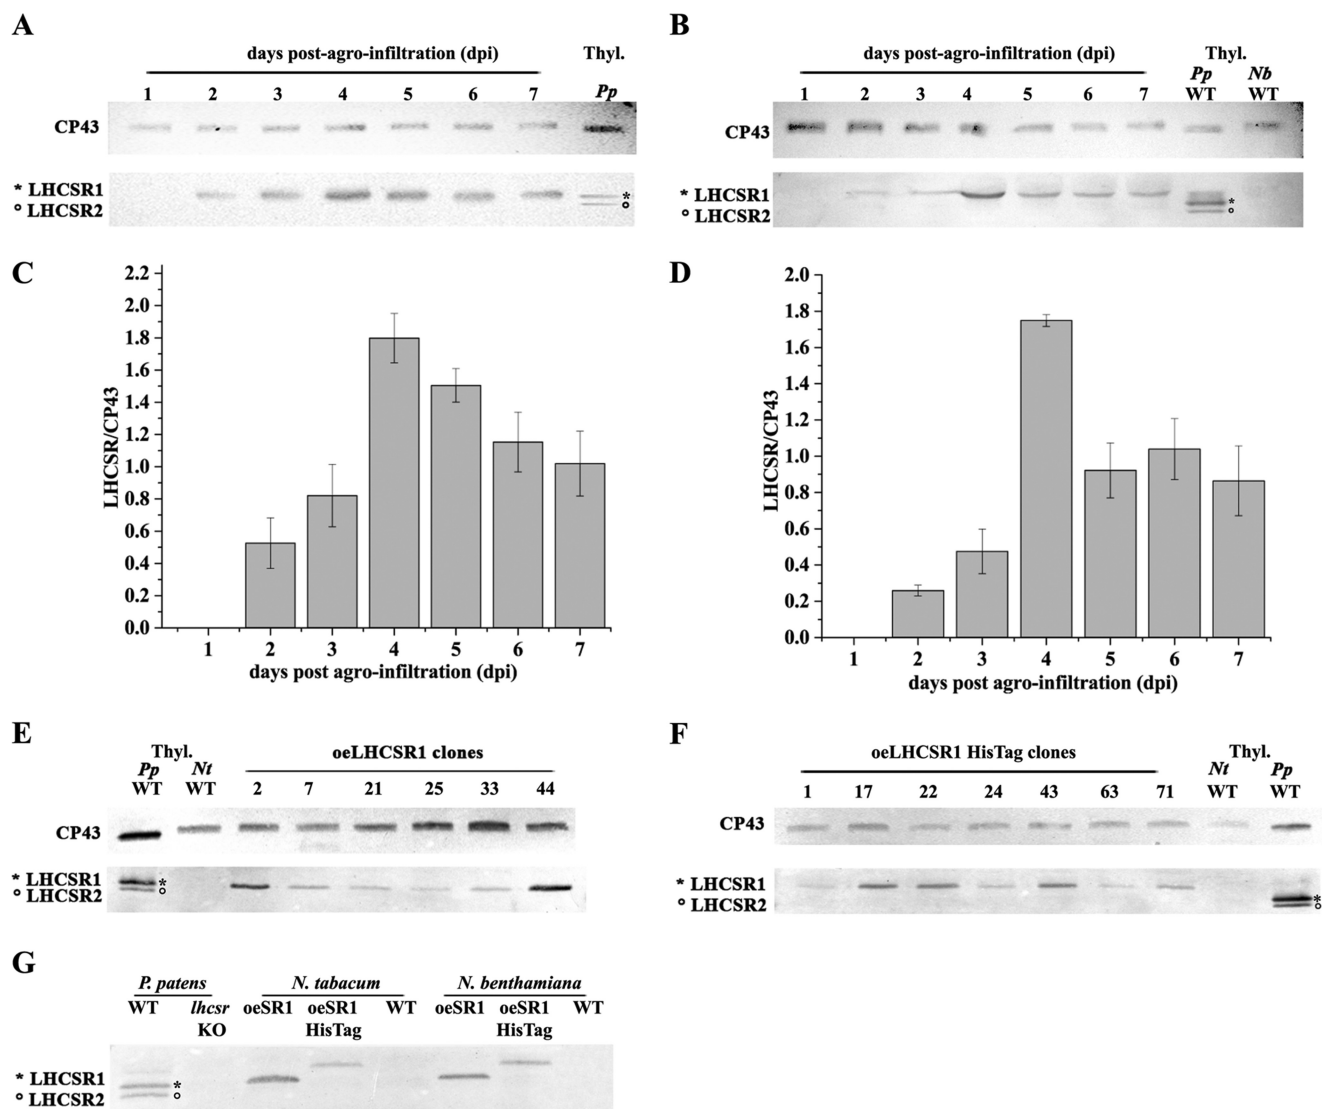 A
days post-agro-infiltration (dpi) Thyl.
1 2 3 4 5 6 7 Pp
CP43
* LHCSR1 *
° LHCSR2 °
B
days post-agro-infiltration (dpi) Thyl.
Pp Nb
1 2 3 4 5 6 7 WT WT
CP43
* LHCSR1 *
° LHCSR2 °
C
LHCSR/CP43
2.2
2.0
1.8
1.6
1.4
1.2
1.0
0.8
0.6
0.4
0.2
0.0
1 2 3 4 5 6 7
days post agro-infiltration (dpi)
D
LHCSR/CP43
2.0
1.8
1.6
1.4
1.2
1.0
0.8
0.6
0.4
0.2
0.0
1 2 3 4 5 6 7
days post agro-infiltration (dpi)
E
Thyl. oeLHCSR1 clones
Pp Nt
WT WT 2 7 21 25 33 44
CP43
* LHCSR1 *
° LHCSR2 °
F
oeLHCSR1 HisTag clones Thyl.
Nt Pp
1 17 22 24 43 63 71 WT WT
CP43
* LHCSR1 *
° LHCSR2 °
G
P. patens N. tabacum N. benthamiana
WT lhcsr oeSR1 oeSR1 WT oeSR1 oeSR1 WT
KO HisTag HisTag
* LHCSR1 *
° LHCSR2 °